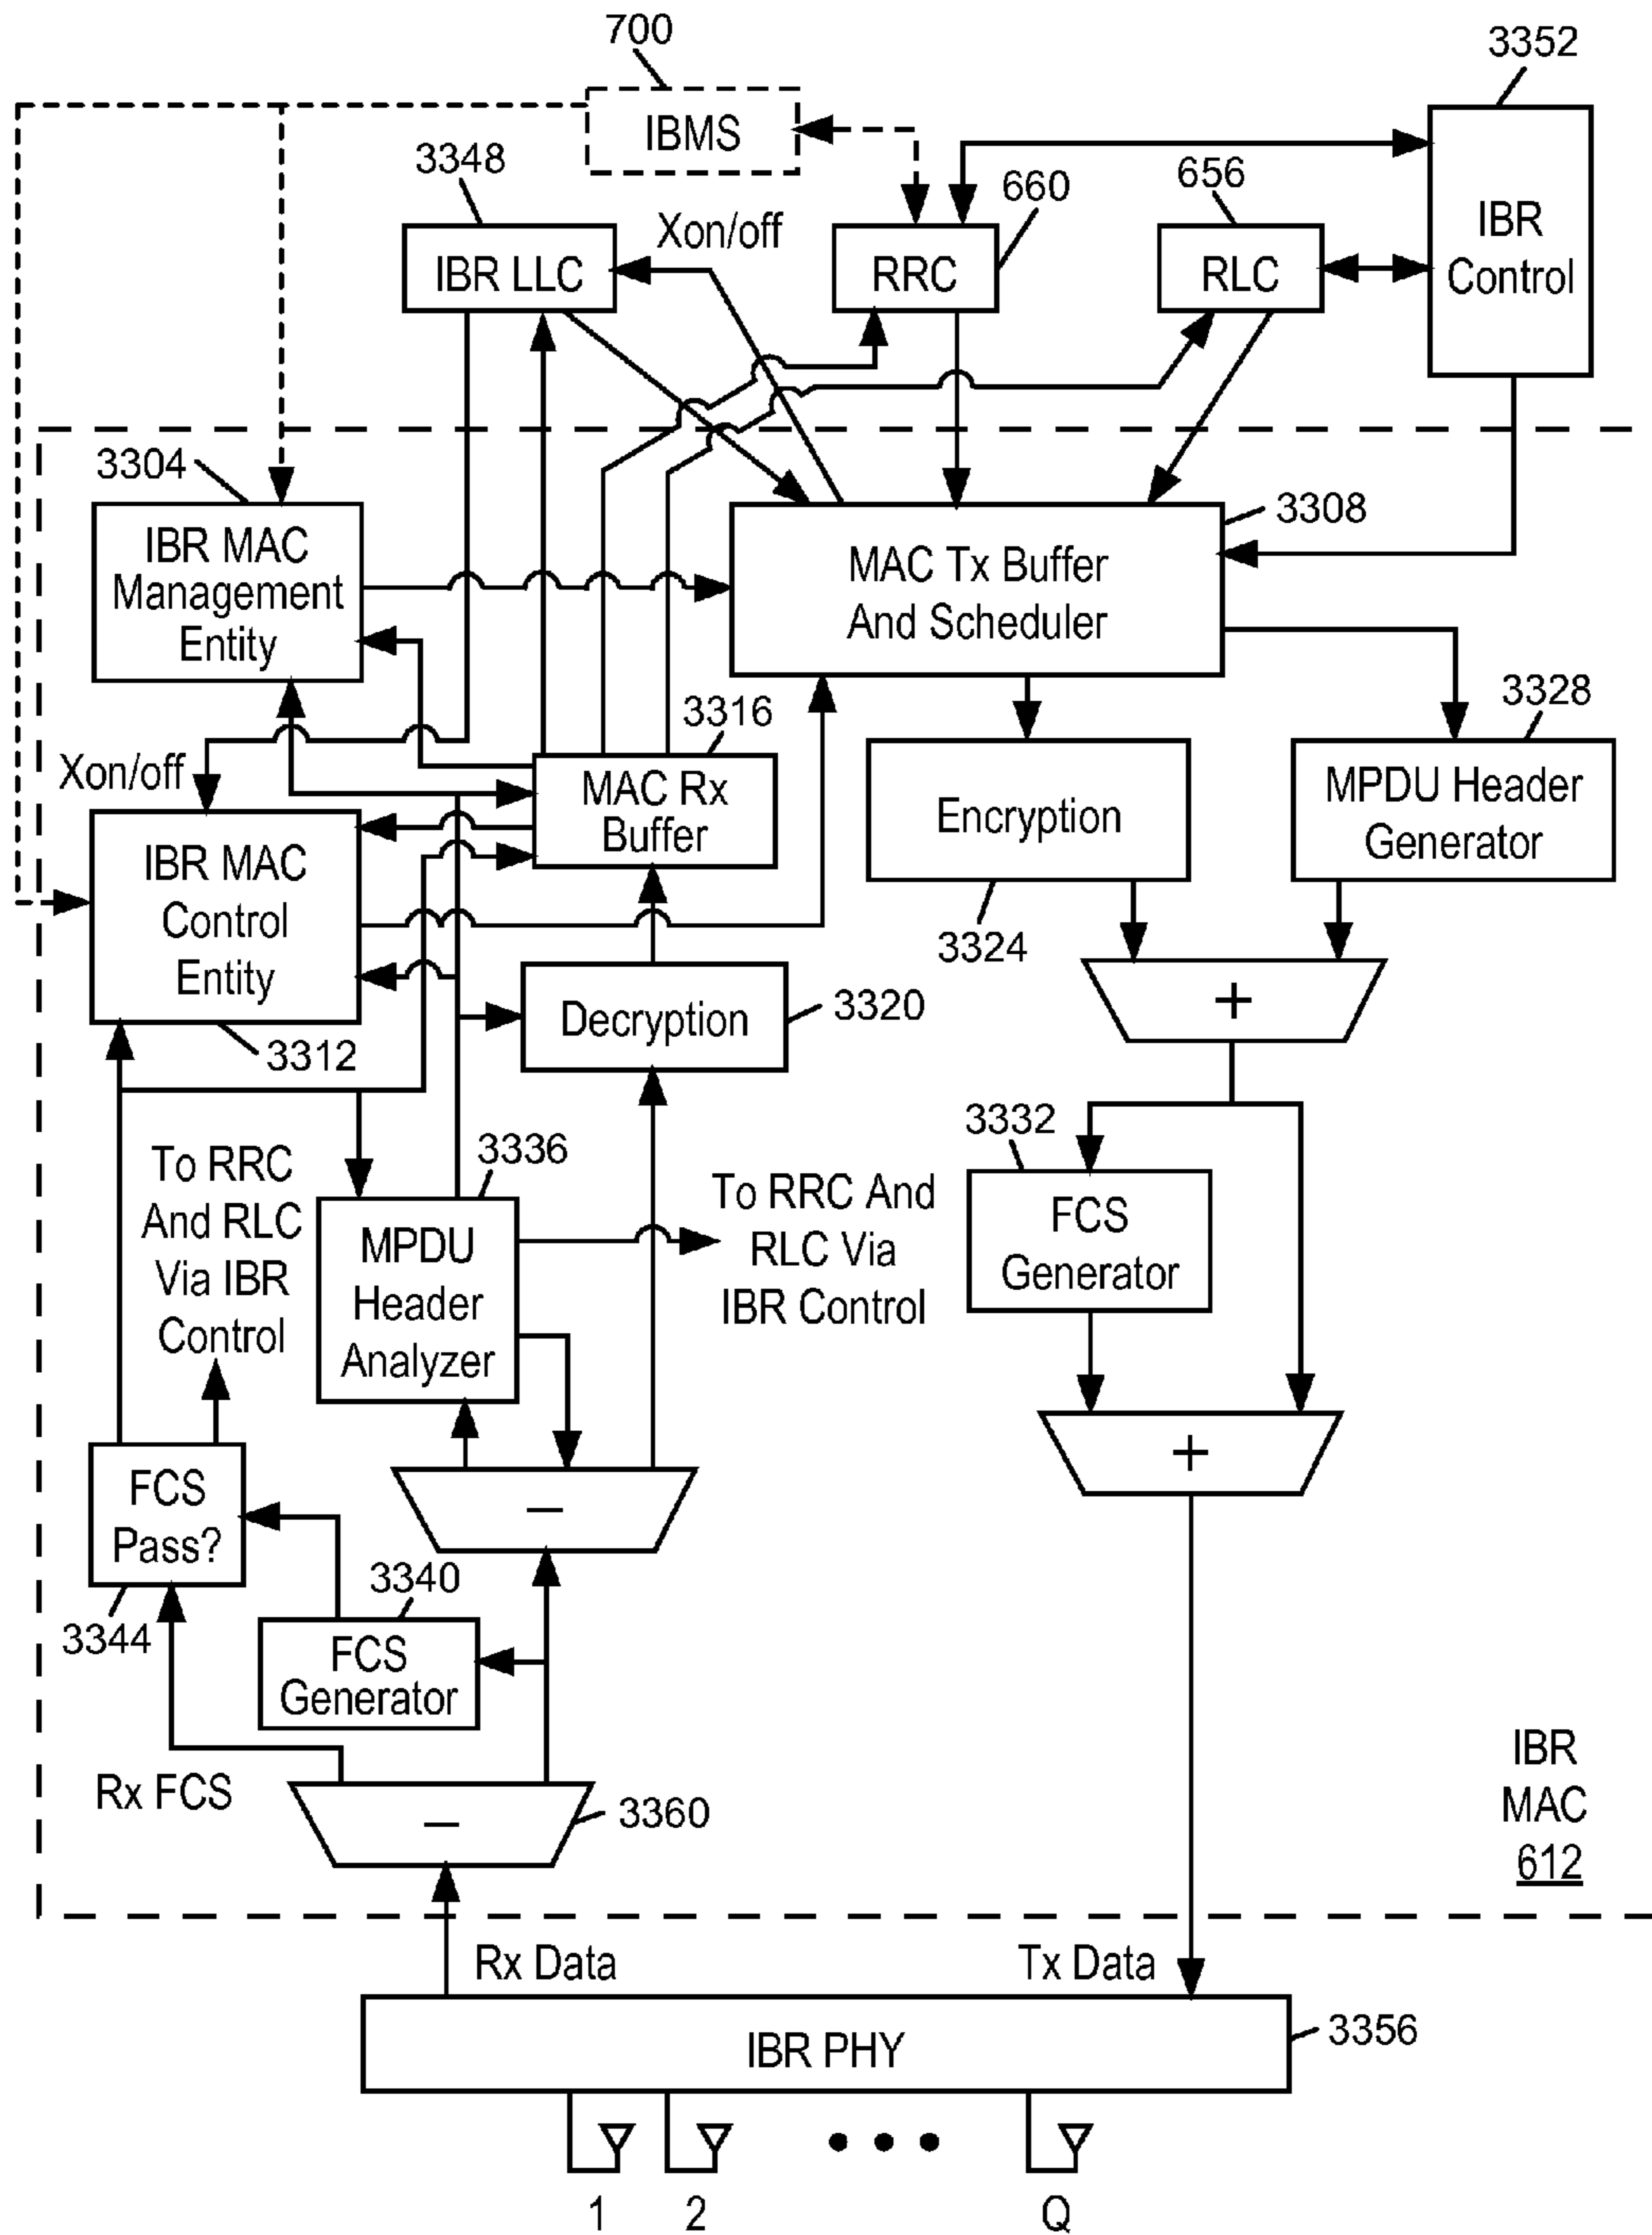 700
3352
IBMS
3348
660
656
IBR
Control
Xon/off
IBR LLC
RRC
RLC
3304
3308
IBR MAC
Management
Entity
MAC Tx Buffer
And Scheduler
3316
3328
Xon/off
MAC Rx
Buffer
Encryption
MPDU Header
Generator
IBR MAC
Control
Entity
3324
3312
Decryption
3320
+
3332
3336
To RRC
And RLC
Via IBR
Control
MPDU
Header
Analyzer
To RRC And
RLC Via
IBR Control
FCS
Generator
+
FCS
Pass?
−
3340
3344
FCS
Generator
Rx FCS
−
3360
IBR
MAC
612
Rx Data
Tx Data
IBR PHY
3356
1
2
Q